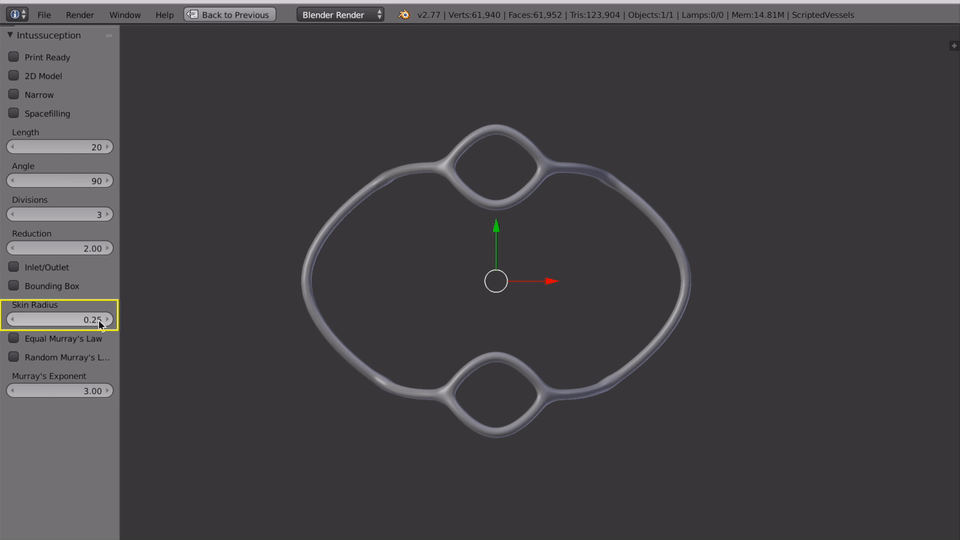 File Render Window Help Back to Previous Blender Render v2.77 | Verts:61,940 | Faces:61,952 | Tris:123,904 | Objects:1/1 | Lamps:0/0 | Mem:14.81M | ScriptedVessels
Intussuception
Print Ready
2D Model
Narrow
Spacefilling
Length
20
Angle
90
Divisions
3
Reduction
2.00
Inlet/Outlet
Bounding Box
Skin Radius
0.25
Equal Murray's Law
Random Murray's L...
Murray's Exponent
3.00